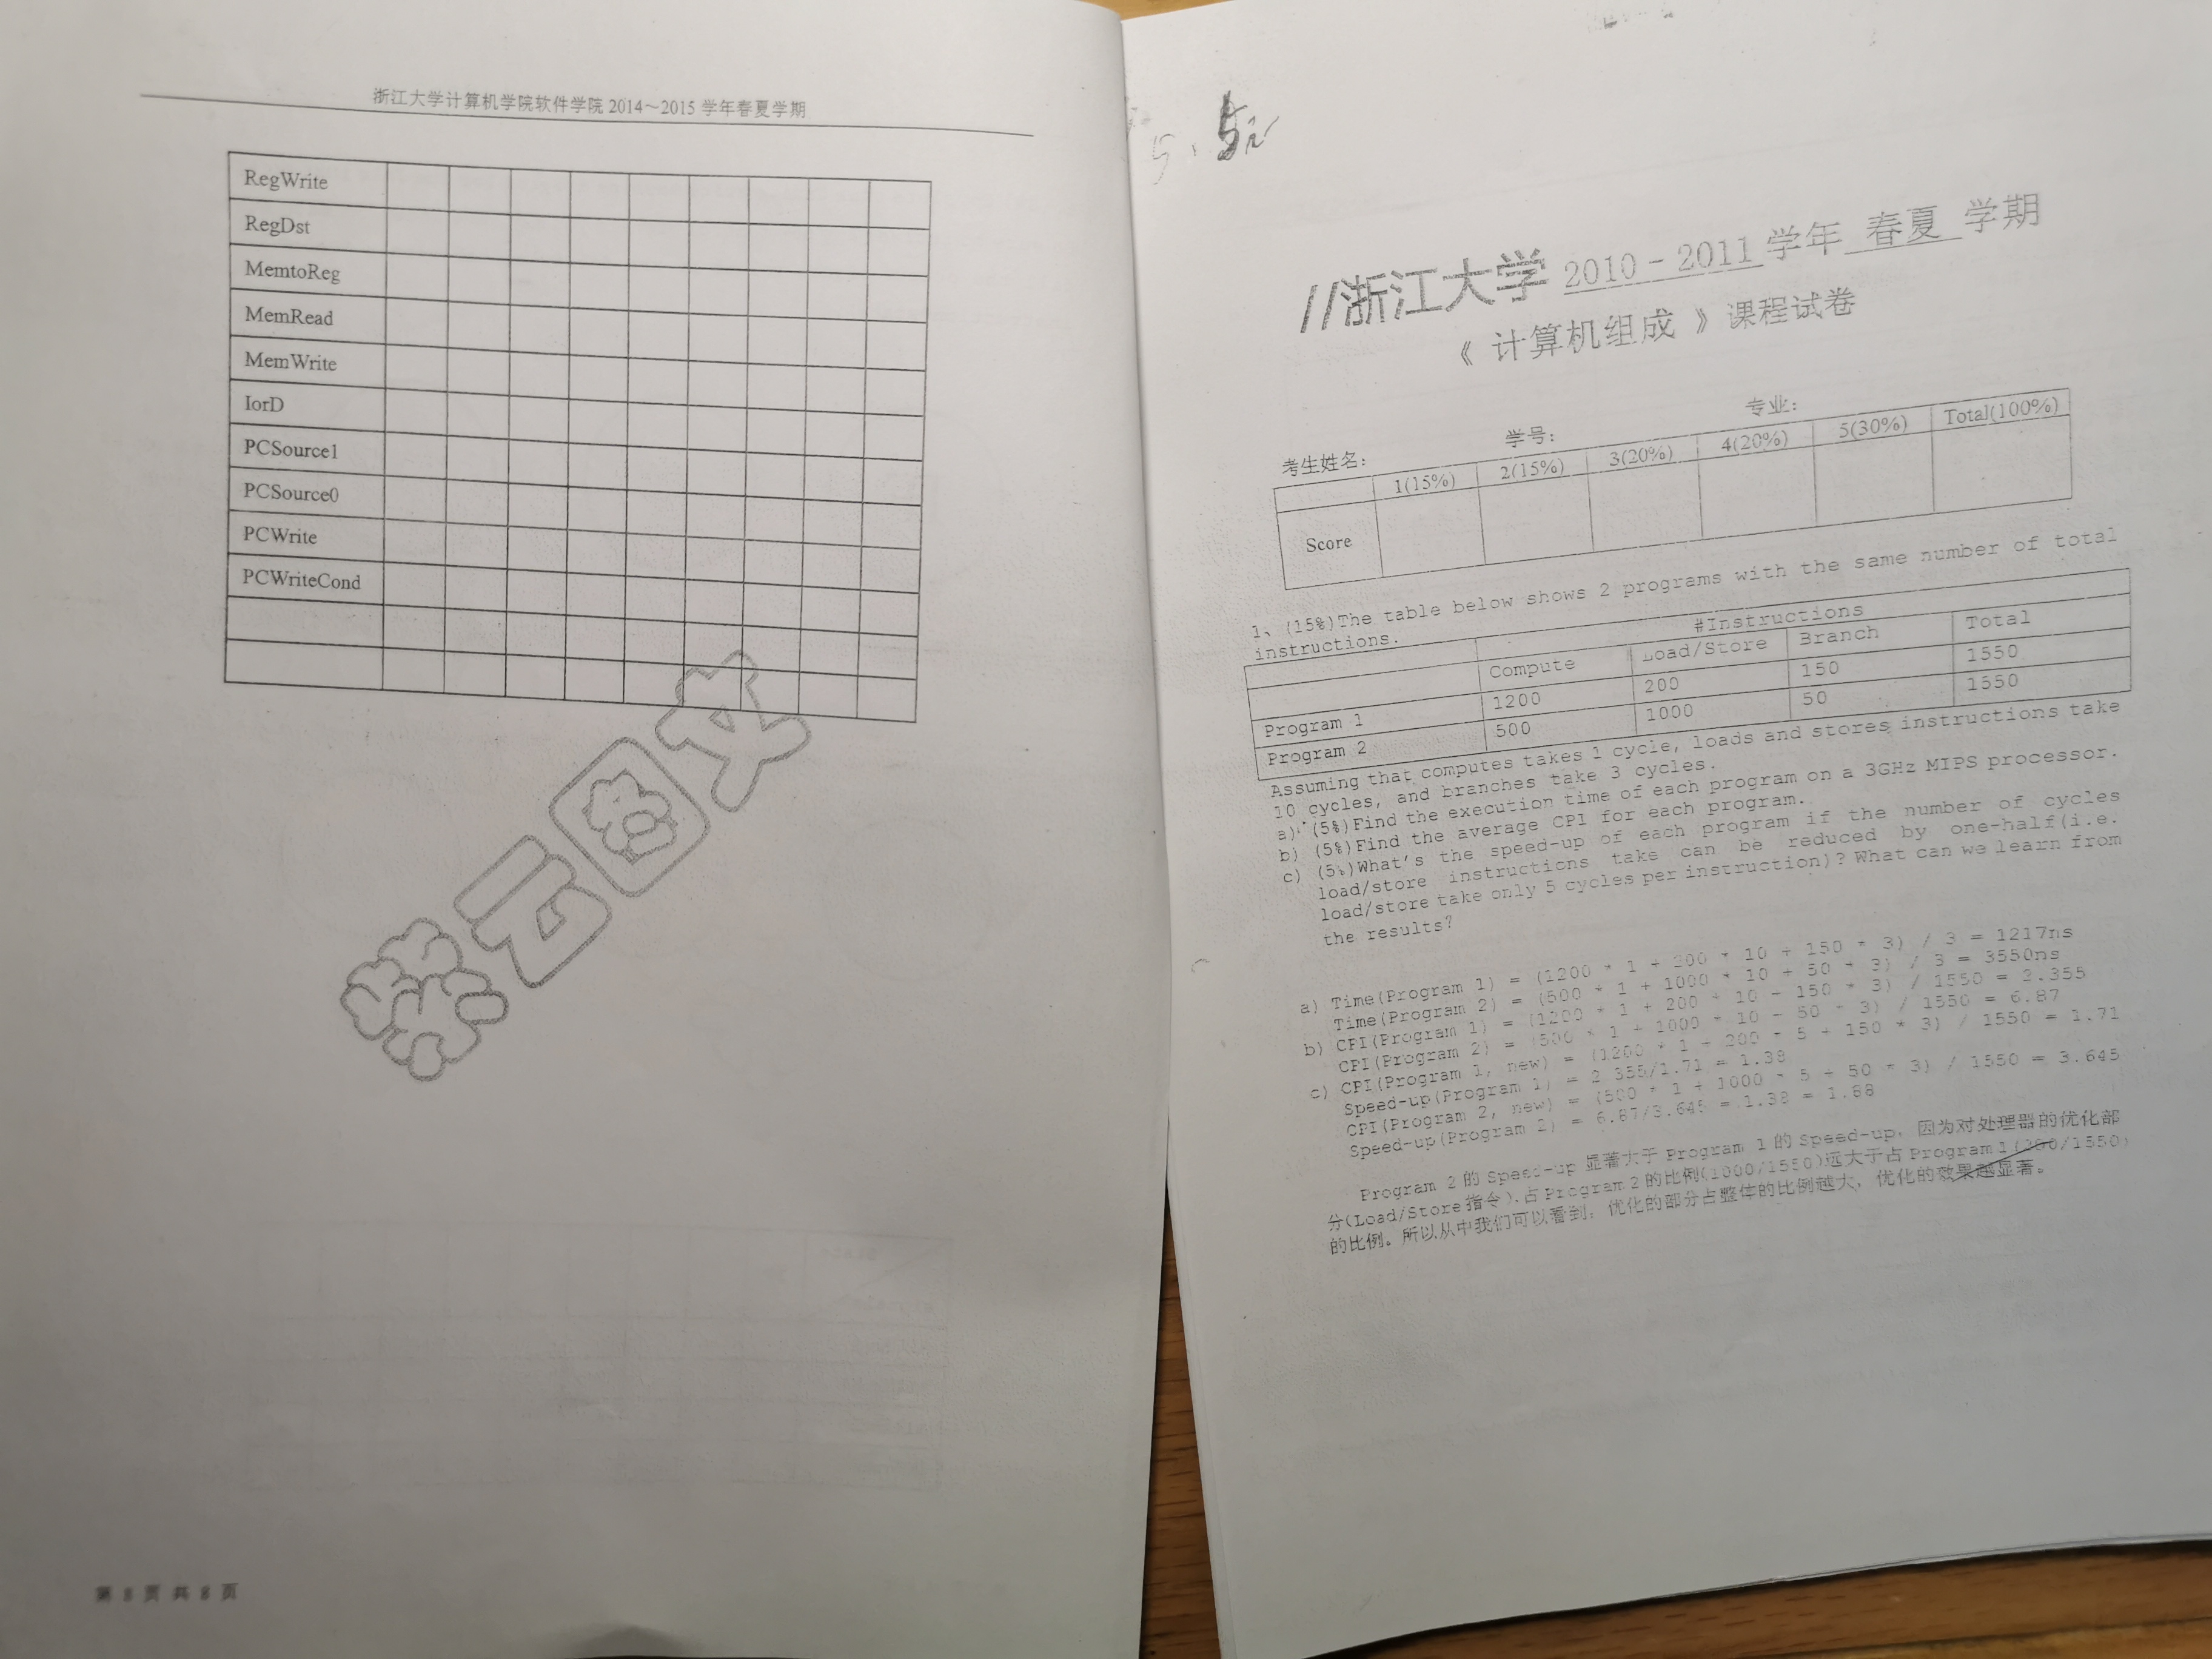 浙江大学计算机学院软件学院 2014～2015 学年春夏学期
RegWrite
RegDst
MemtoReg
MemRead
MemWrite
IorD
PCSource1
PCSource0
PCWrite
PCWriteCond
紫云图文
第 8 页 共 8 页
//浙江大学 2010 - 2011 学年 春夏 学期
《 计算机组成 》 课程试卷
考生姓名： 学号： 专业：
1(15%) 2(15%) 3(20%) 4(20%) 5(30%) Total(100%)
Score
1、(15%)The table below shows 2 programs with the same number of total
instructions.
#Instructions
Compute Load/Store Branch Total
Program 1 1200 200 150 1550
Program 2 500 1000 50 1550
Assuming that computes takes 1 cycle, loads and stores instructions take
10 cycles, and branches take 3 cycles.
a) (5%)Find the execution time of each program on a 3GHz MIPS processor.
b) (5%)Find the average CPI for each program.
c) (5%)What's the speed-up of each program if the number of cycles
load/store instructions take can be reduced by one-half(i.e.
load/store take only 5 cycles per instruction)? What can we learn from
the results?
a) Time(Program 1) = (1200 * 1 + 200 * 10 + 150 * 3) / 3 = 1217ns
Time(Program 2) = (500 * 1 + 1000 * 10 + 50 * 3) / 3 = 3550ns
b) CPI(Program 1) = (1200 * 1 + 200 * 10 + 150 * 3) / 1550 = 2.355
CPI(Program 2) = (500 * 1 + 1000 * 10 + 50 * 3) / 1550 = 6.87
c) CPI(Program 1, new) = (1200 * 1 + 200 * 5 + 150 * 3) / 1550 = 1.71
Speed-up(Program 1) = 2.355/1.71 = 1.38
CPI(Program 2, new) = (500 * 1 + 1000 * 5 + 50 * 3) / 1550 = 3.645
Speed-up(Program 2) = 6.87/3.645 = 1.38 = 1.88
Program 2 的 Speed-up 显著大于 Program 1 的 Speed-up，因为对处理器的优化部
分(Load/Store 指令),占 Program 2 的比例(1000/1550)远大于占 Program 1 (200/1550)
的比例。所以从中我们可以看到：优化的部分占整体的比例越大，优化的效果越显著。